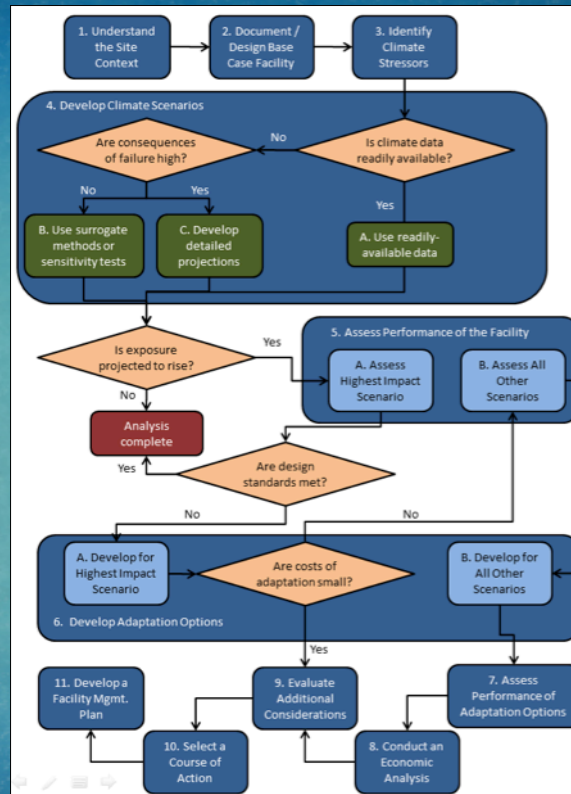 1. Understand
the Site
Context
2. Document /
Design Base
Case Facility
3. Identify
Climate
Stressors
4. Develop Climate Scenarios
Are consequences
of failure high?
No
Is climate data
readily available?
No
Yes
Yes
B. Use surrogate
methods or
sensitivity tests
C. Develop
detailed
projections
A. Use readily-
available data
Is exposure
projected to rise?
Yes
5. Assess Performance of the Facility
A. Assess
Highest Impact
Scenario
B. Assess All
Other
Scenarios
No
Analysis
complete
Yes
Are design
standards met?
No
No
A. Develop for
Highest Impact
Scenario
Are costs of
adaptation small?
B. Develop for
All Other
Scenarios
6. Develop Adaptation Options
Yes
11. Develop a
Facility Mgmt.
Plan
9. Evaluate
Additional
Considerations
7. Assess
Performance of
Adaptation Options
10. Select a
Course of
Action
8. Conduct an
Economic
Analysis